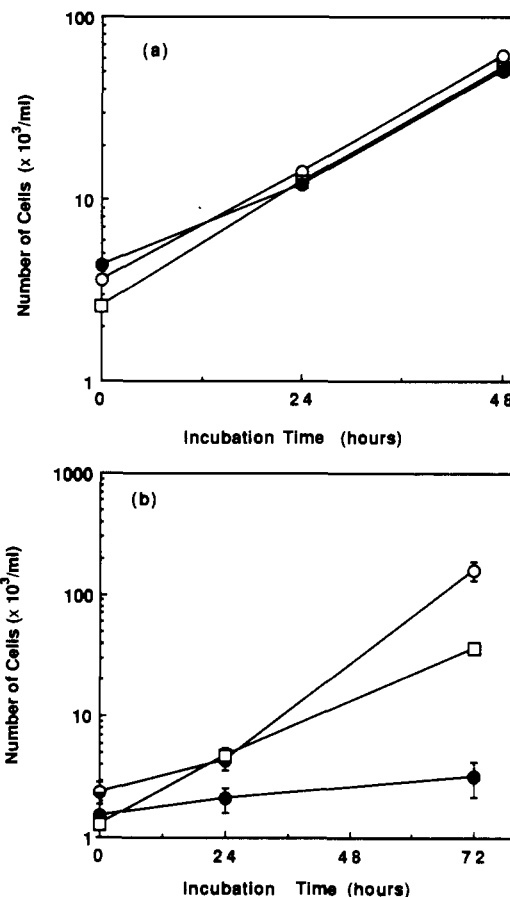 100
(a)
10
1
Number of Cells (x 10³/ml)
0
24
48
Incubation Time (hours)
1000
(b)
100
10
1
Number of Cells (x 10³/ml)
0
24
48
72
Incubation Time (hours)